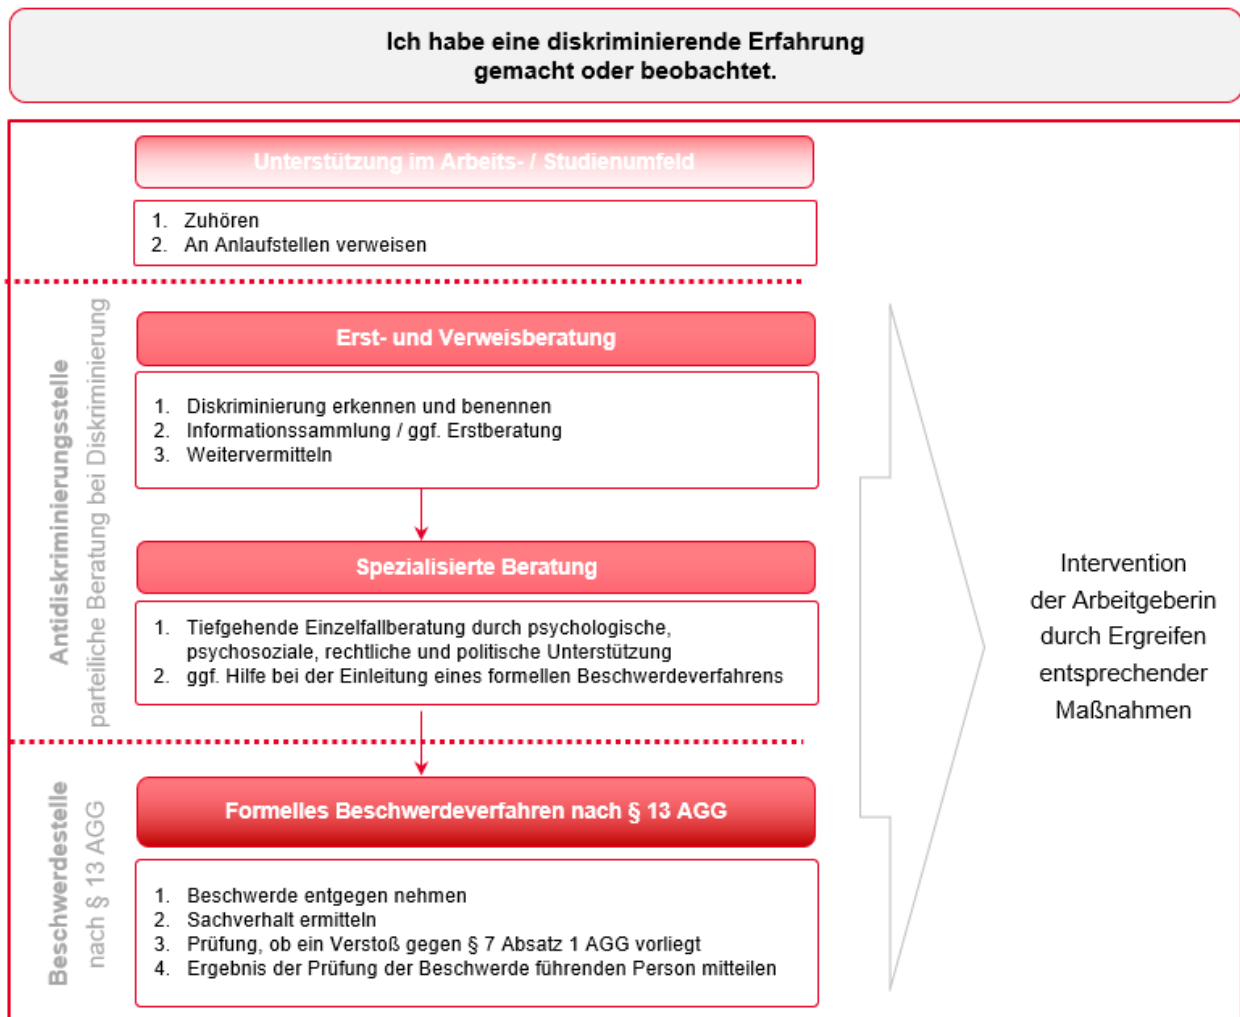 Ich habe eine diskriminierende Erfahrung
gemacht oder beobachtet.
Unterstützung im Arbeits- / Studienumfeld
1. Zuhören
2. An Anlaufstellen verweisen
Antidiskriminierungsstelle
parteiliche Beratung bei Diskriminierung
Erst- und Verweisberatung
1. Diskriminierung erkennen und benennen
2. Informationssammlung / ggf. Erstberatung
3. Weitervermitteln
Spezialisierte Beratung
1. Tiefgehende Einzelfallberatung durch psychologische,
psychosoziale, rechtliche und politische Unterstützung
2. ggf. Hilfe bei der Einleitung eines formellen Beschwerdeverfahrens
Beschwerdestelle
nach § 13 AGG
Formelles Beschwerdeverfahren nach § 13 AGG
1. Beschwerde entgegen nehmen
2. Sachverhalt ermitteln
3. Prüfung, ob ein Verstoß gegen § 7 Absatz 1 AGG vorliegt
4. Ergebnis der Prüfung der Beschwerde führenden Person mitteilen
Intervention
der Arbeitgeberin
durch Ergreifen
entsprechender
Maßnahmen